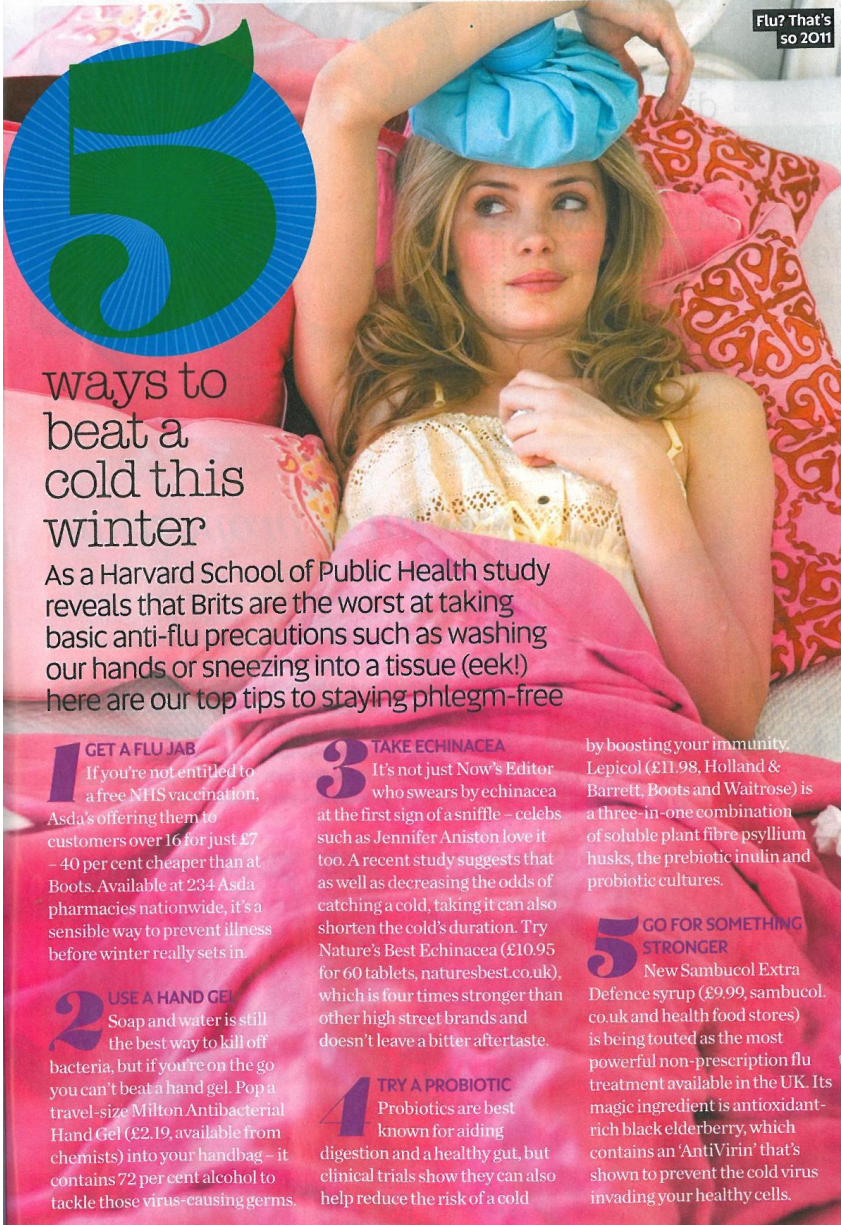 Flu? That's
so 2011
5
ways to
beat a
cold this
winter
As a Harvard School of Public Health study
reveals that Brits are the worst at taking
basic anti-flu precautions such as washing
our hands or sneezing into a tissue (eek!)
here are our top tips to staying phlegm-free
1 GET A FLU JAB
If you're not entitled to
a free NHS vaccination,
Asda's offering them to
customers over 16 for just £7
– 40 per cent cheaper than at
Boots. Available at 234 Asda
pharmacies nationwide, it's a
sensible way to prevent illness
before winter really sets in.
2 USE A HAND GEL
Soap and water is still
the best way to kill off
bacteria, but if you're on the go
you can't beat a hand gel. Pop a
travel-size Milton Antibacterial
Hand Gel (£2.19, available from
chemists) into your handbag – it
contains 72 per cent alcohol to
tackle those virus-causing germs.
3 TAKE ECHINACEA
It's not just Now's Editor
who swears by echinacea
at the first sign of a sniffle – celebs
such as Jennifer Aniston love it
too. A recent study suggests that
as well as decreasing the odds of
catching a cold, taking it can also
shorten the cold's duration. Try
Nature's Best Echinacea (£10.95
for 60 tablets, naturesbest.co.uk),
which is four times stronger than
other high street brands and
doesn't leave a bitter aftertaste.
4 TRY A PROBIOTIC
Probiotics are best
known for aiding
digestion and a healthy gut, but
clinical trials show they can also
help reduce the risk of a cold
by boosting your immunity.
Lepicol (£11.98, Holland &
Barrett, Boots and Waitrose) is
a three-in-one combination
of soluble plant fibre psyllium
husks, the prebiotic inulin and
probiotic cultures.
5 GO FOR SOMETHING
STRONGER
New Sambucol Extra
Defence syrup (£9.99, sambucol.
co.uk and health food stores)
is being touted as the most
powerful non-prescription flu
treatment available in the UK. Its
magic ingredient is antioxidant-
rich black elderberry, which
contains an 'AntiVirin' that's
shown to prevent the cold virus
invading your healthy cells.